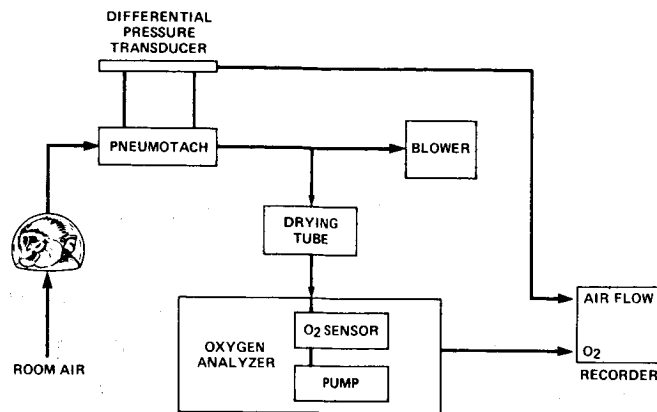 DIFFERENTIAL
PRESSURE
TRANSDUCER
PNEUMOTACH
BLOWER
DRYING
TUBE
AIR FLOW
O2 SENSOR
OXYGEN
ANALYZER
O2
ROOM AIR
PUMP
RECORDER